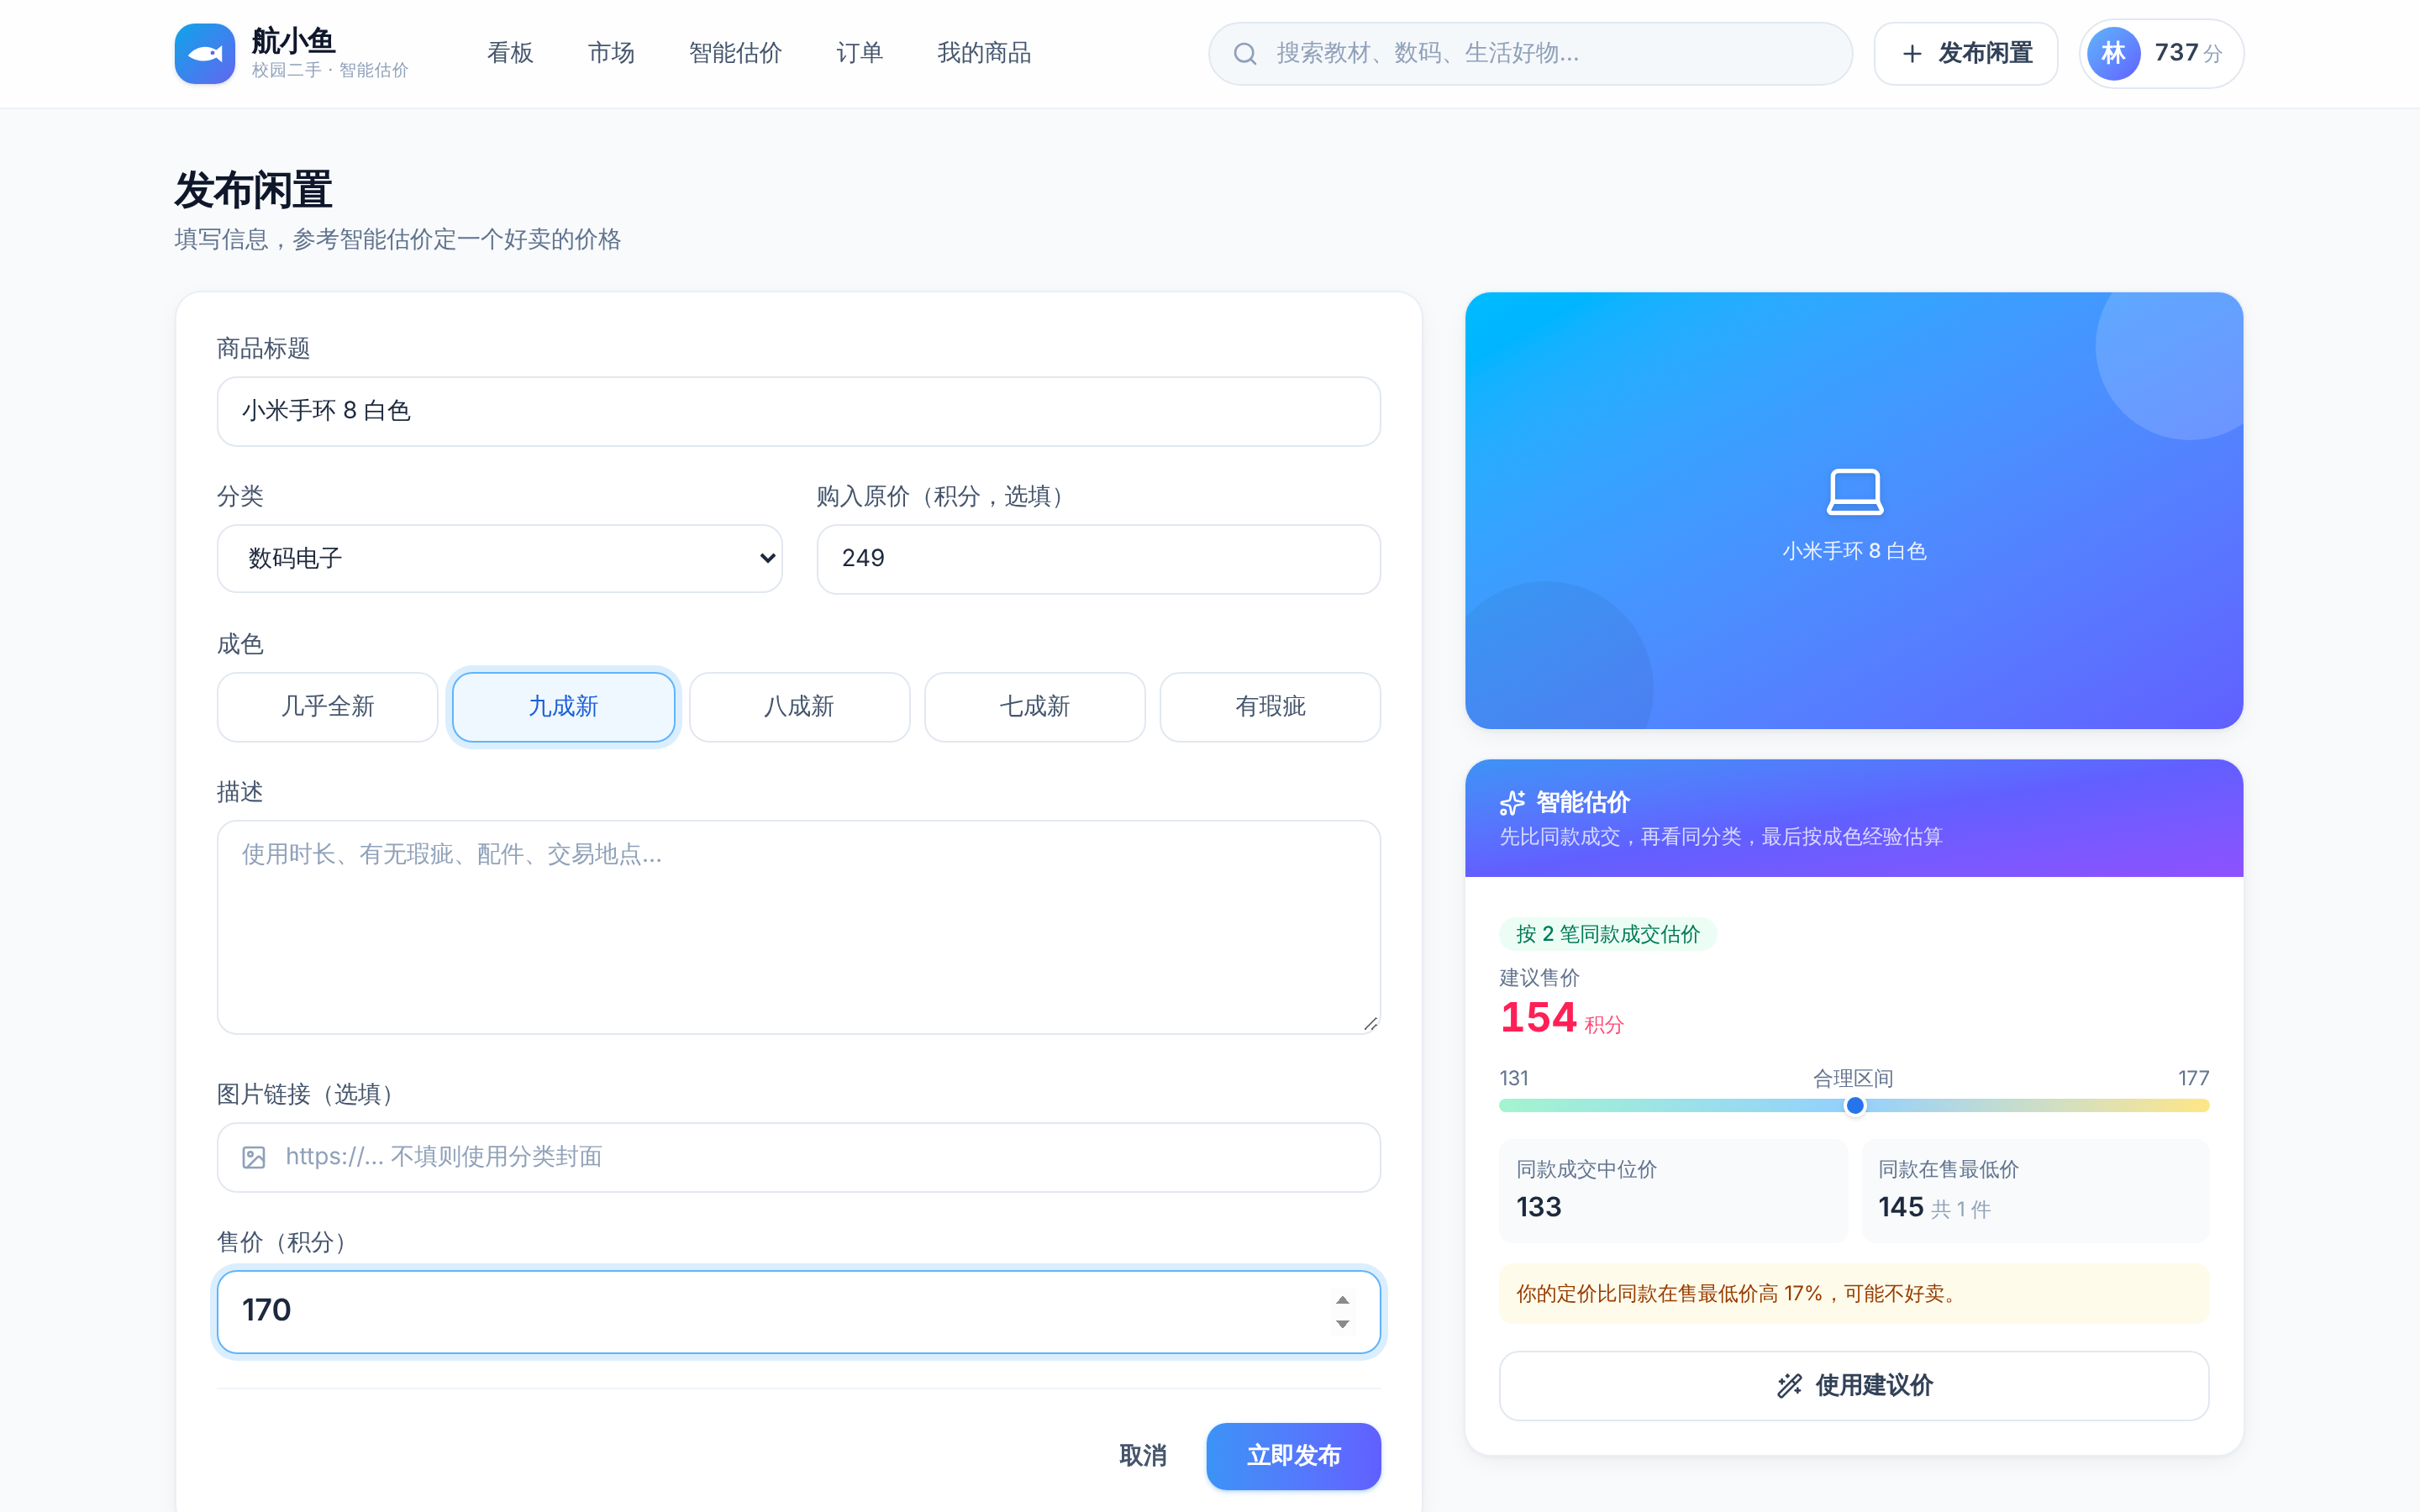 航小鱼
校园二手 · 智能估价
看板
市场
智能估价
订单
我的商品
搜索教材、数码、生活好物...
发布闲置
林
737 分
发布闲置
填写信息，参考智能估价定一个好卖的价格
商品标题
小米手环 8 白色
分类
购入原价（积分，选填）
数码电子
249
成色
几乎全新
九成新
八成新
七成新
有瑕疵
描述
使用时长、有无瑕疵、配件、交易地点...
图片链接（选填）
https://... 不填则使用分类封面
售价（积分）
170
取消
立即发布
小米手环 8 白色
智能估价
先比同款成交，再看同分类，最后按成色经验估算
按 2 笔同款成交估价
建议售价
154 积分
131
合理区间
177
同款成交中位价
133
同款在售最低价
145 共 1 件
你的定价比同款在售最低价高 17%，可能不好卖。
使用建议价